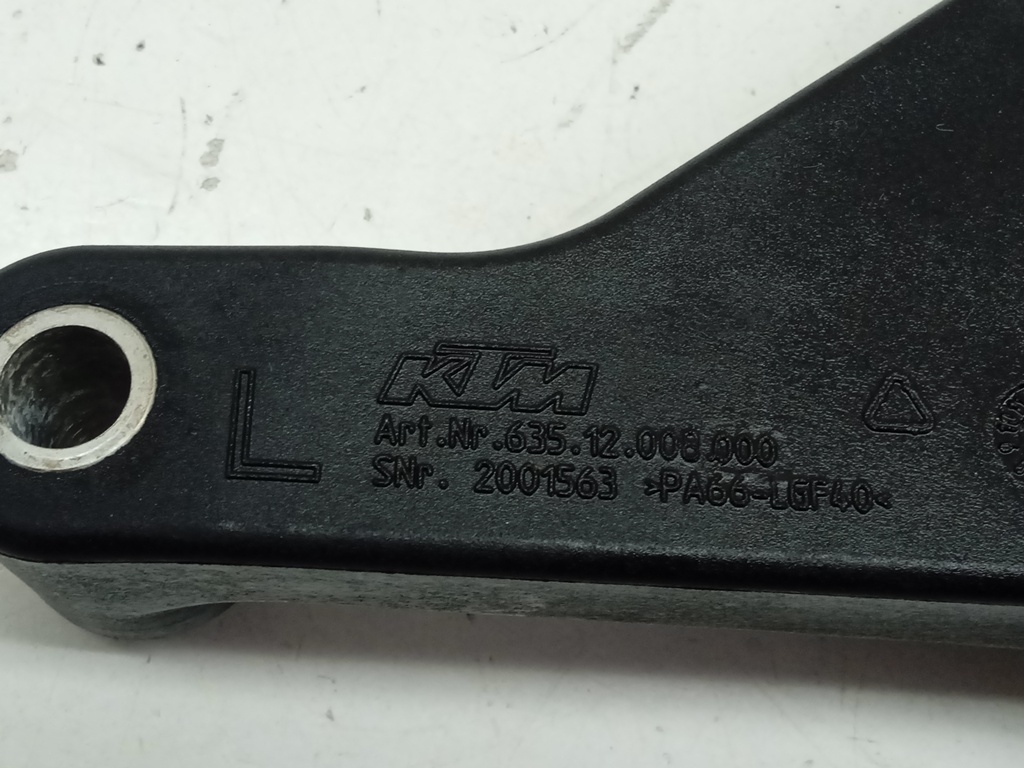 L
KTM
Art.Nr.635.12.008.000
SNr. 2001563 >PA66-LGF40<